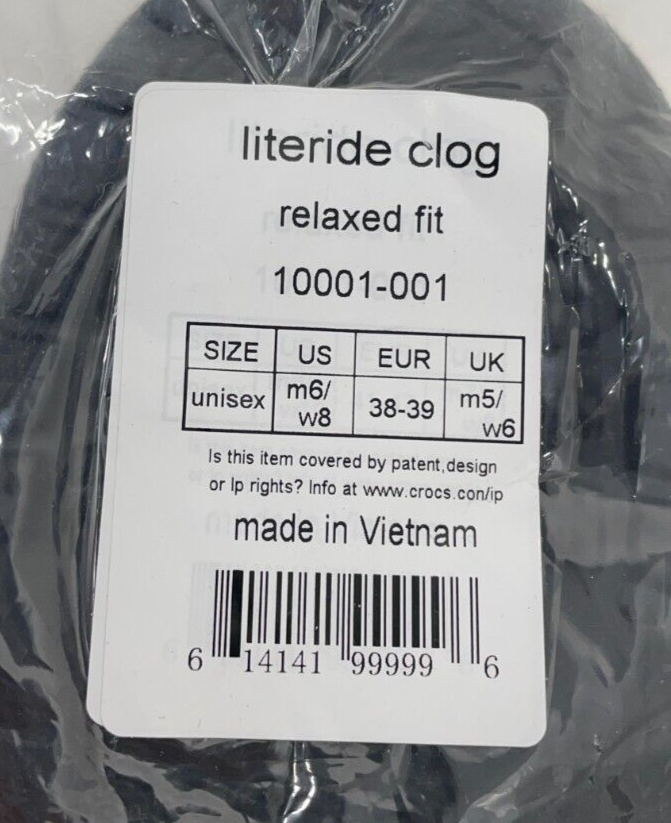 literide clog
relaxed fit
10001-001
SIZE US EUR UK
unisex m6/ w8 38-39 m5/ w6
Is this item covered by patent,design
or Ip rights? Info at www.crocs.con/ip
made in Vietnam
6 14141 99999 6